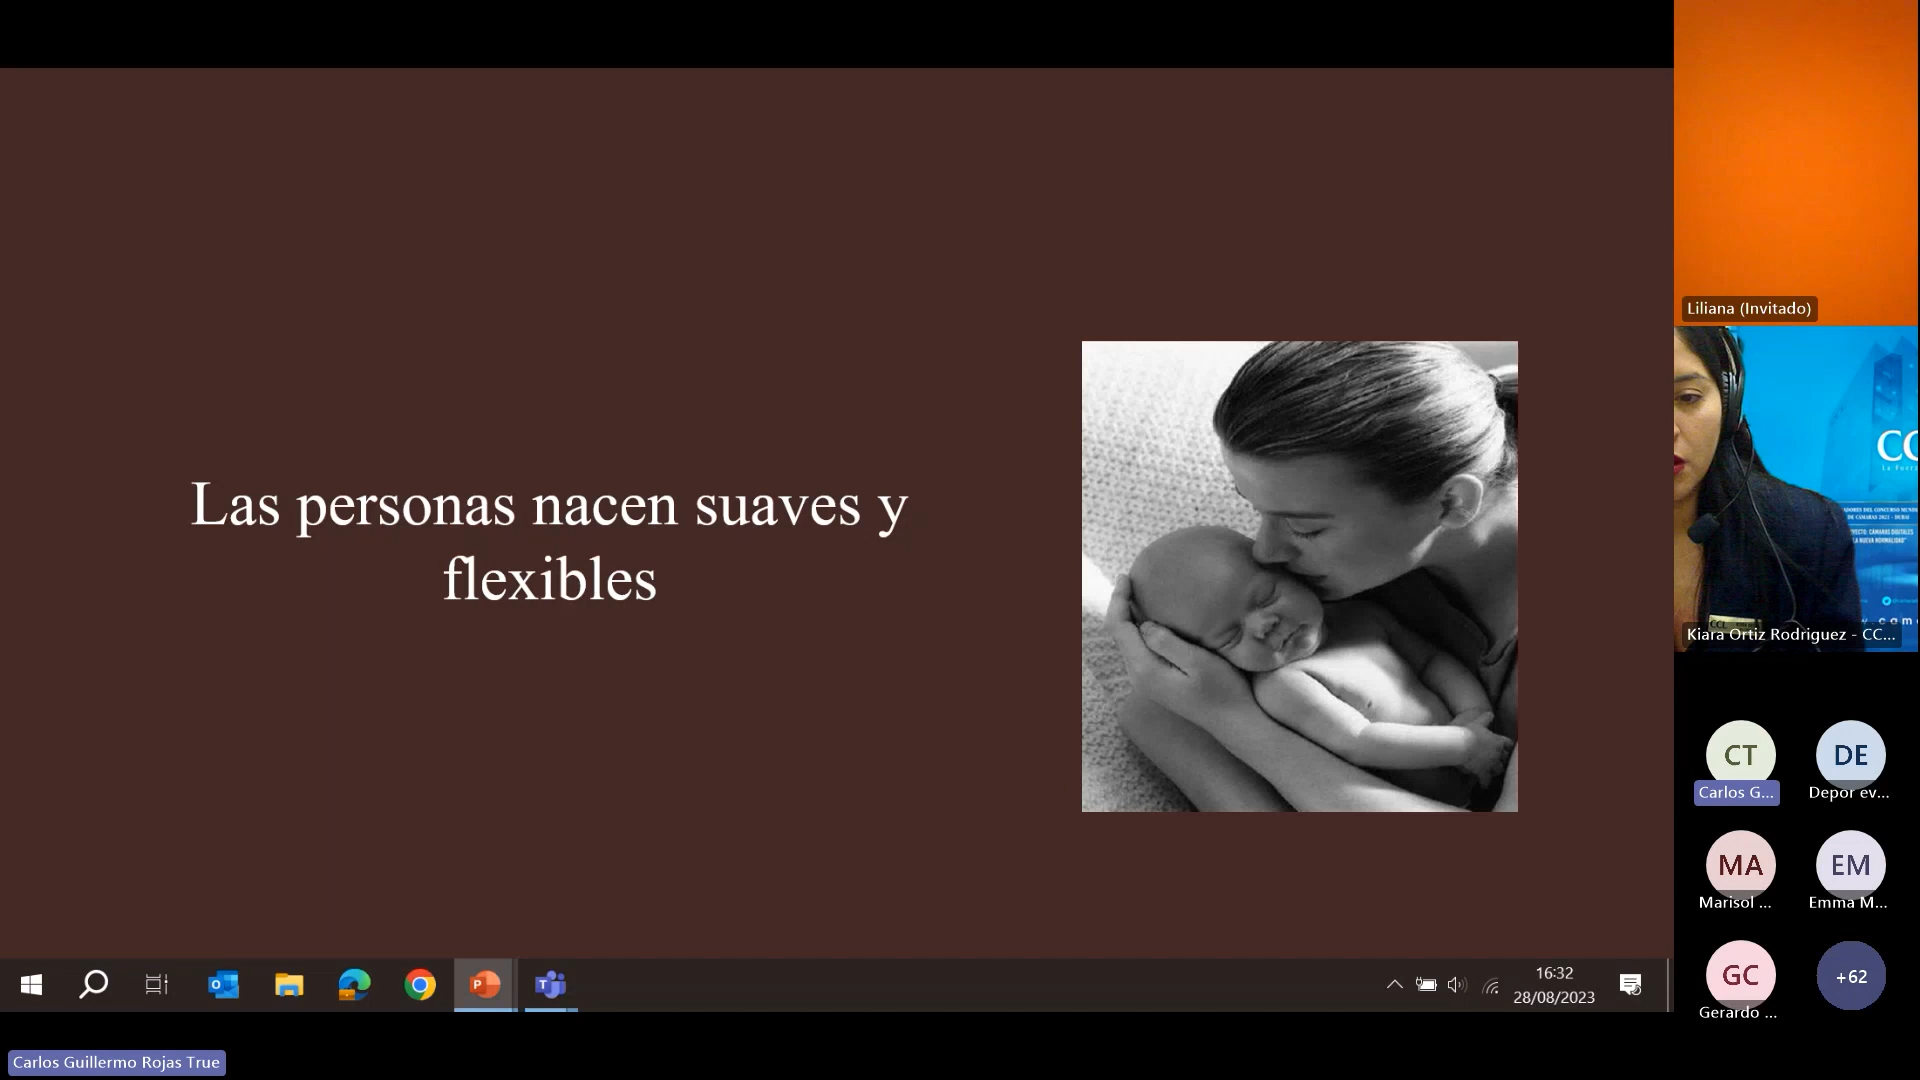 Las personas nacen suaves y
flexibles
Liliana (Invitado)
CC
Kiara Ortiz Rodriguez - CC...
CT
DE
Carlos G...
Depor ev...
MA
EM
Marisol ...
Emma M...
GC
+62
Gerardo ...
16:32
28/08/2023
Carlos Guillermo Rojas True